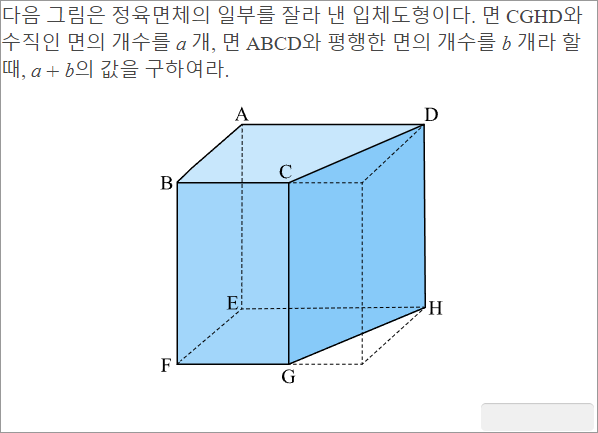 다음 그림은 정육면체의 일부를 잘라 낸 입체도형이다. 면 CGHD와
수직인 면의 개수를 a 개, 면 ABCD와 평행한 면의 개수를 b 개라 할
때, a + b의 값을 구하여라.
A
D
B
C
E
H
F
G